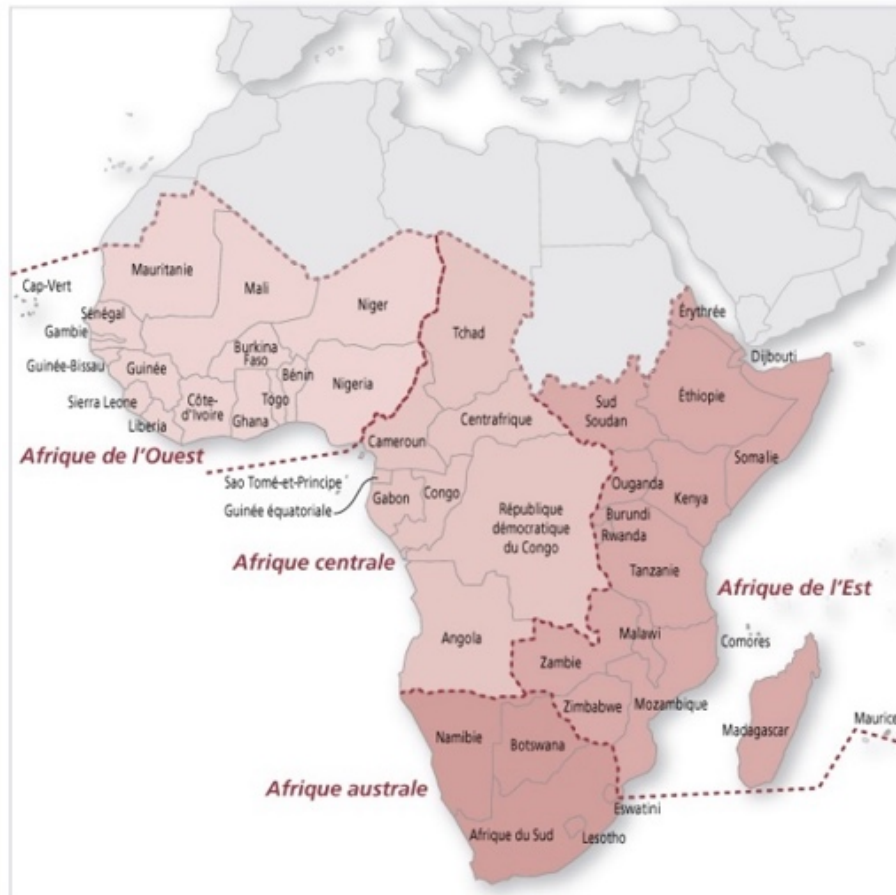 Mauritanie
Cap-Vert
Mali
Niger
Tchad
Érythrée
Sénégal
Gambie
Burkina
Faso
Djibouti
Guinée-Bissau
Guinée
Bénin
Nigeria
Sud
Soudan
Éthiopie
Sierra Leone
Côte-
d'Ivoire
Togo
Ghana
Liberia
Centrafrique
Cameroun
Somalie
Afrique de l'Ouest
Sao Tomé-et-Principe
Guinée équatoriale
Gabon
Congo
République
démocratique
du Congo
Ouganda
Kenya
Burundi
Rwanda
Afrique centrale
Tanzanie
Afrique de l'Est
Angola
Malawi
Comores
Zambie
Zimbabwe
Mozambique
Madagascar
Maurice
Namibie
Botswana
Afrique australe
Eswatini
Afrique du Sud
Lesotho